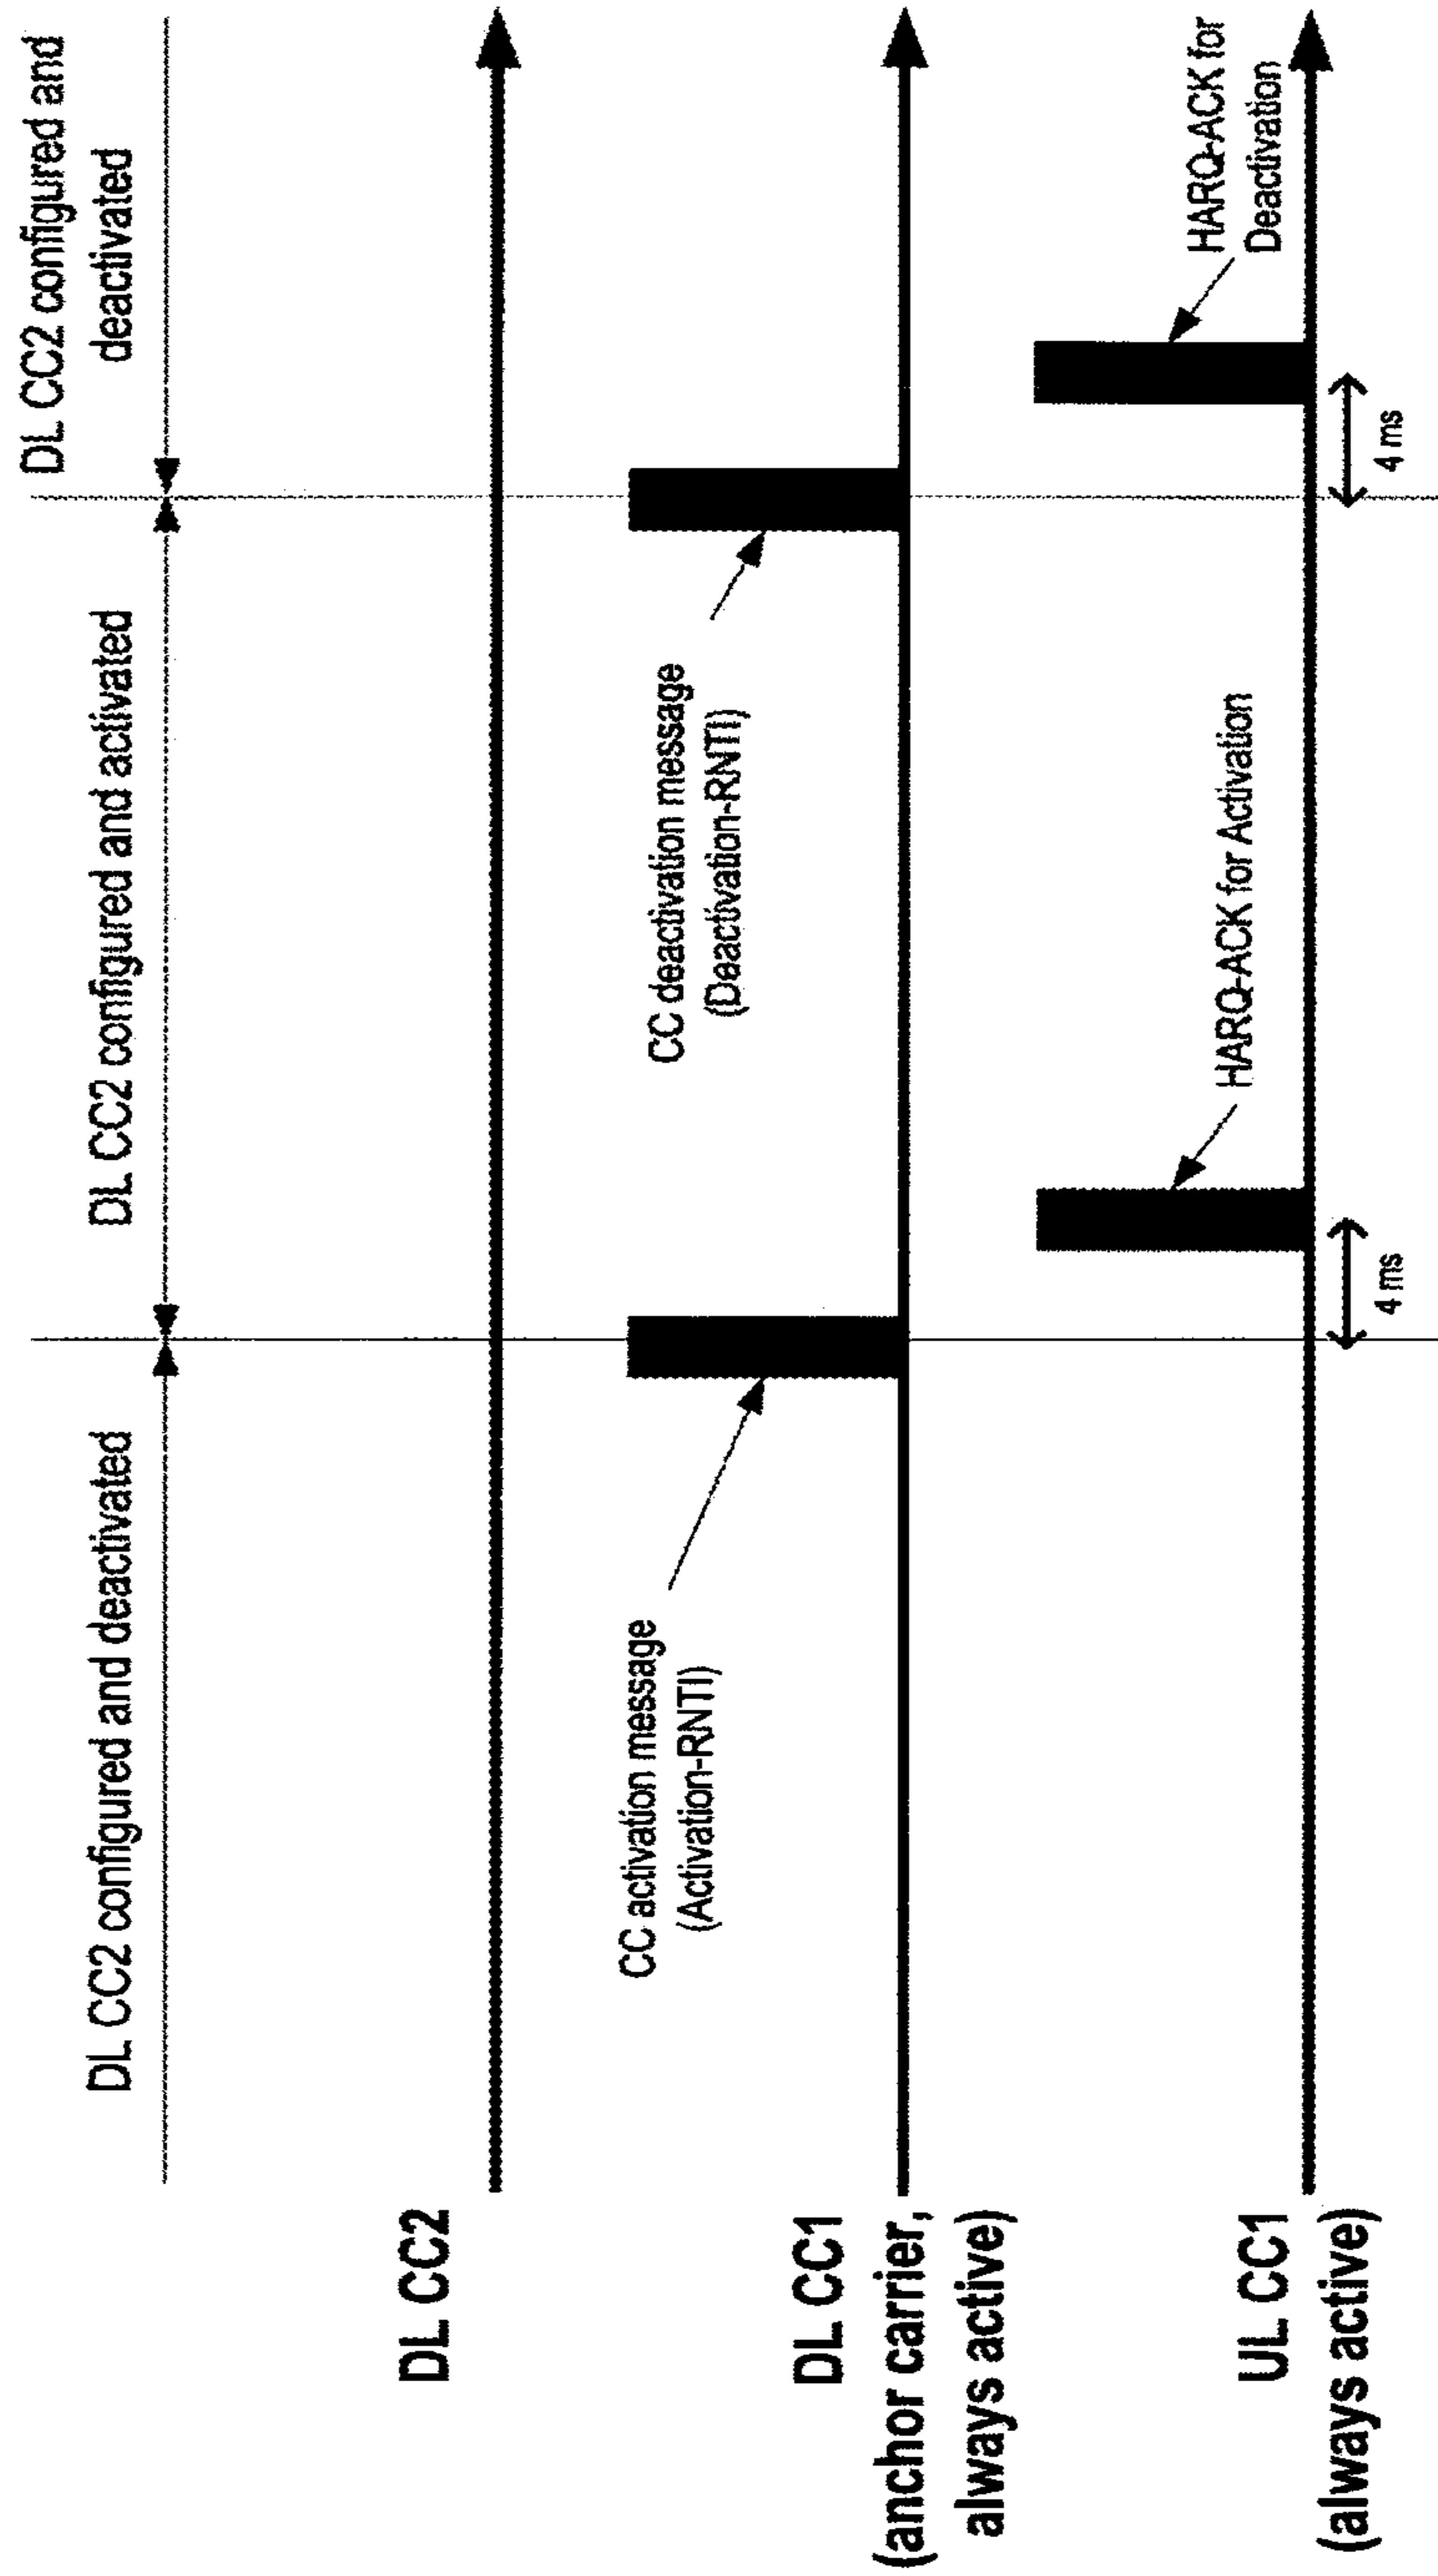 DL CC2 configured and deactivated
DL CC2 configured and activated
DL CC2 configured and
deactivated
DL CC2
CC activation message
(Activation-RNTI)
CC deactivation message
(Deactivation-RNTI)
DL CC1
(anchor carrier,
always active)
HARQ-ACK for Activation
HARQ-ACK for
Deactivation
UL CC1
(always active)
4 ms
4 ms